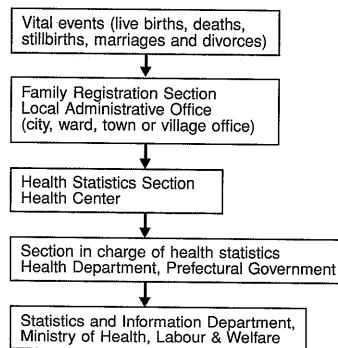 Vital events (live births, deaths,
stillbirths, marriages and divorces)
Family Registration Section
Local Administrative Office
(city, ward, town or village office)
Health Statistics Section
Health Center
Section in charge of health statistics
Health Department, Prefectural Government
Statistics and Information Department,
Ministry of Health, Labour & Welfare